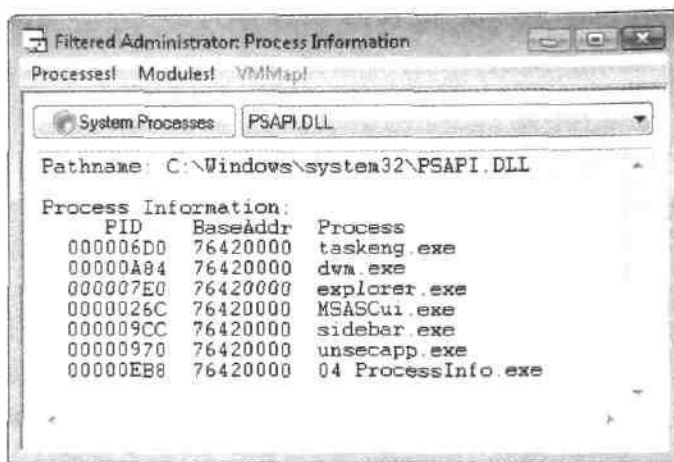 Filtered Administrator: Process Information
Processes! Modules! VMMap!
System Processes PSAPI.DLL
Pathname: C:\Windows\system32\PSAPI.DLL
Process Information:
PID BaseAddr Process
000006D0 76420000 taskeng.exe
00000A84 76420000 dwm.exe
000007E0 76420000 explorer.exe
0000026C 76420000 MSASCui.exe
000009CC 76420000 sidebar.exe
00000970 76420000 unsecapp.exe
00000EB8 76420000 04 ProcessInfo.exe